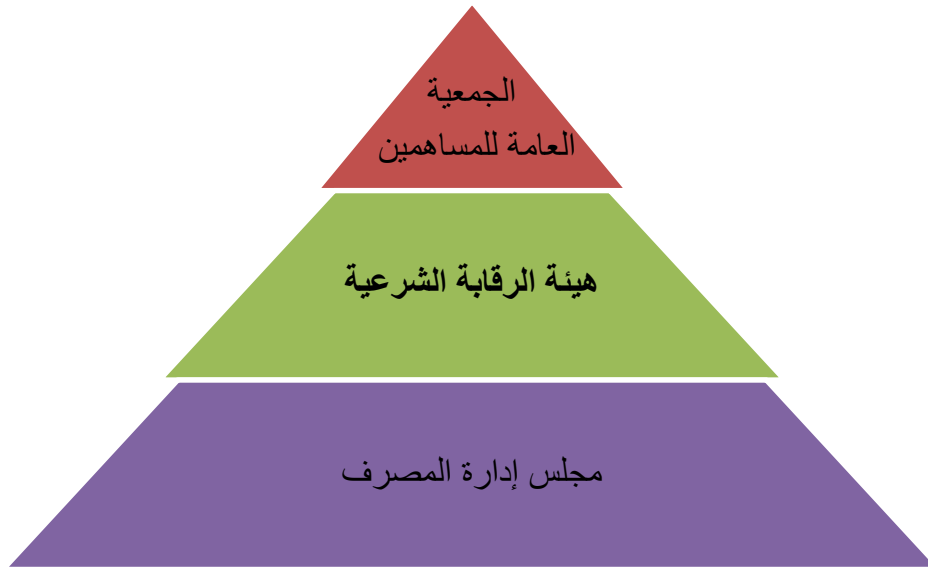 الجمعية
العامة للمساهمين
هيئة الرقابة الشرعية
مجلس إدارة المصرف